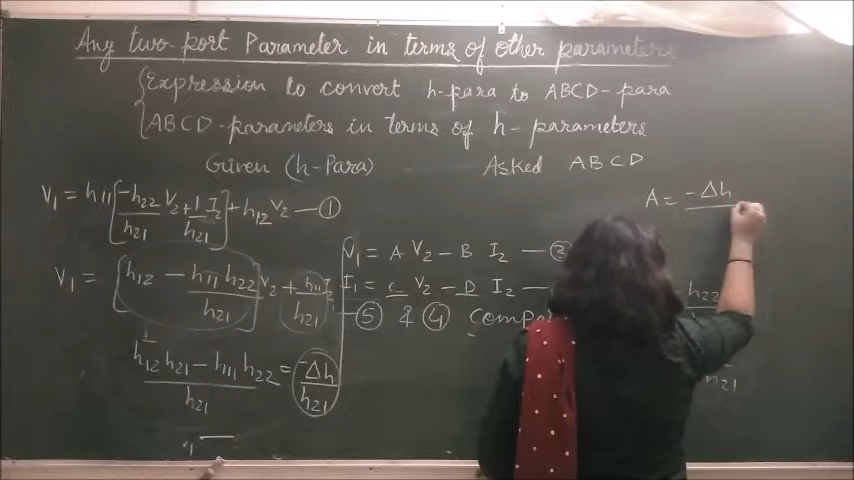 Any two-port Parameter in terms of other parameters
Expression to convert h-para to ABCD-para
ABCD-parameters in terms of h-parameters
Given (h-Para)
Asked ABCD
V1 = h11 [-h22/h21 V2 + 1/h21 I2] + h12 V2 — 1
V1 = [h12 - h11 h22/h21] V2 + h11/h21 I2 — 5
h12 h21 - h11 h22/h21 = -Δh/h21
V1 = A V2 - B I2 — 3
I1 = C V2 - D I2 —
5 & 4
A = -Δh
h22
h21